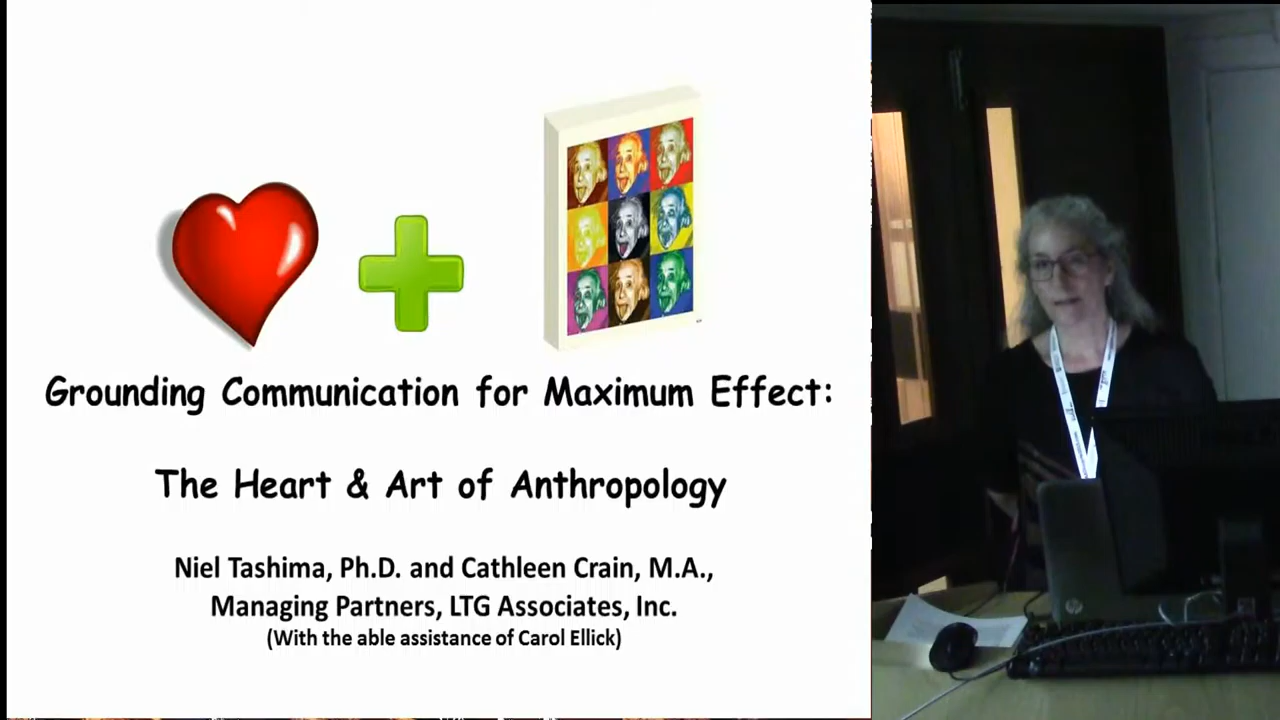 Grounding Communication for Maximum Effect:
The Heart & Art of Anthropology
Niel Tashima, Ph.D. and Cathleen Crain, M.A.,
Managing Partners, LTG Associates, Inc.
(With the able assistance of Carol Ellick)